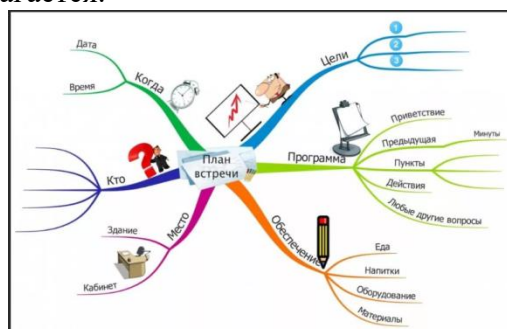 агается.
Дата
Время
Когда
Цели
1
2
3
Приветствие
Предыдущая
Минуты
Программа
Пункты
Действия
Любые другие вопросы
План
встречи
Кто
Место
Здание
Кабинет
Обеспечение
Еда
Напитки
Оборудование
Материалы